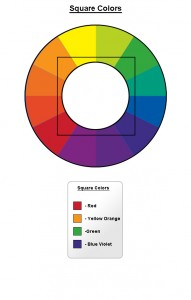 Square Colors
Square Colors
- Red
- Yellow Orange
-Green
- Blue Violet